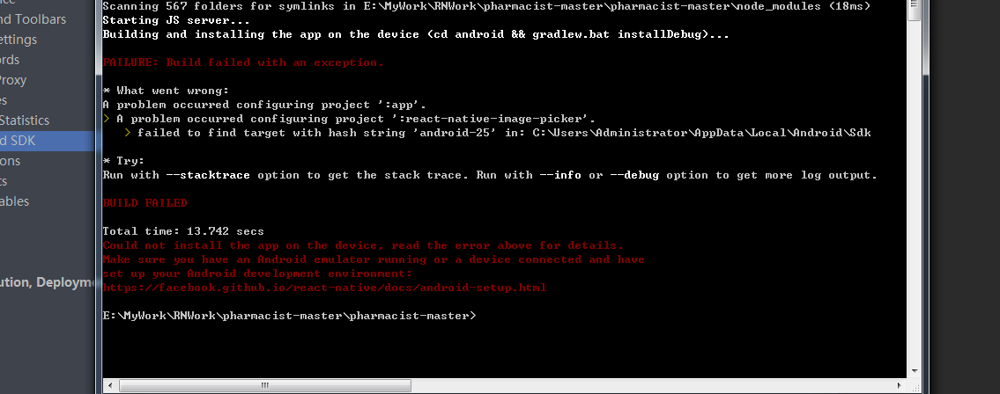 nd Toolbars
ettings
ords
Proxy
es
Statistics
d SDK
ons
ts
ables
ution, Deployme
Scanning 567 folders for symlinks in E:\MyWork\RNWork\pharmacist-master\pharmacist-master\node_modules (18ms)
Starting JS server...
Building and installing the app on the device (cd android && gradlew.bat installDebug)...
FAILURE: Build failed with an exception.
* What went wrong:
A problem occurred configuring project ':app'.
> A problem occurred configuring project ':react-native-image-picker'.
> failed to find target with hash string 'android-25' in: C:\Users\Administrator\AppData\Local\Android\Sdk
* Try:
Run with --stacktrace option to get the stack trace. Run with --info or --debug option to get more log output.
BUILD FAILED
Total time: 13.742 secs
Could not install the app on the device, read the error above for details.
Make sure you have an Android emulator running or a device connected and have
set up your Android development environment:
https://facebook.github.io/react-native/docs/android-setup.html
E:\MyWork\RNWork\pharmacist-master\pharmacist-master>